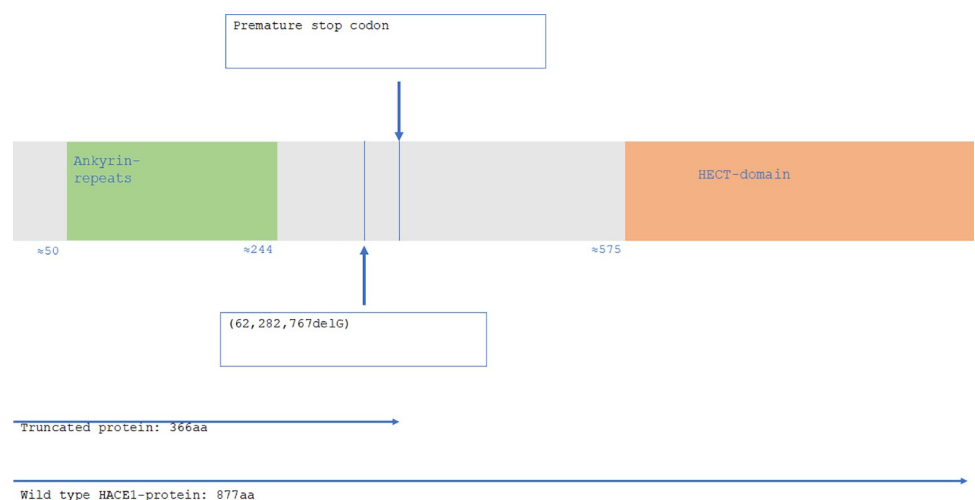 Premature stop codon
Ankyrin-
repeats
HECT-domain
≈50
≈244
≈575
(62,282,767delG)
Truncated protein: 366aa
Wild type HACE1-protein: 877aa